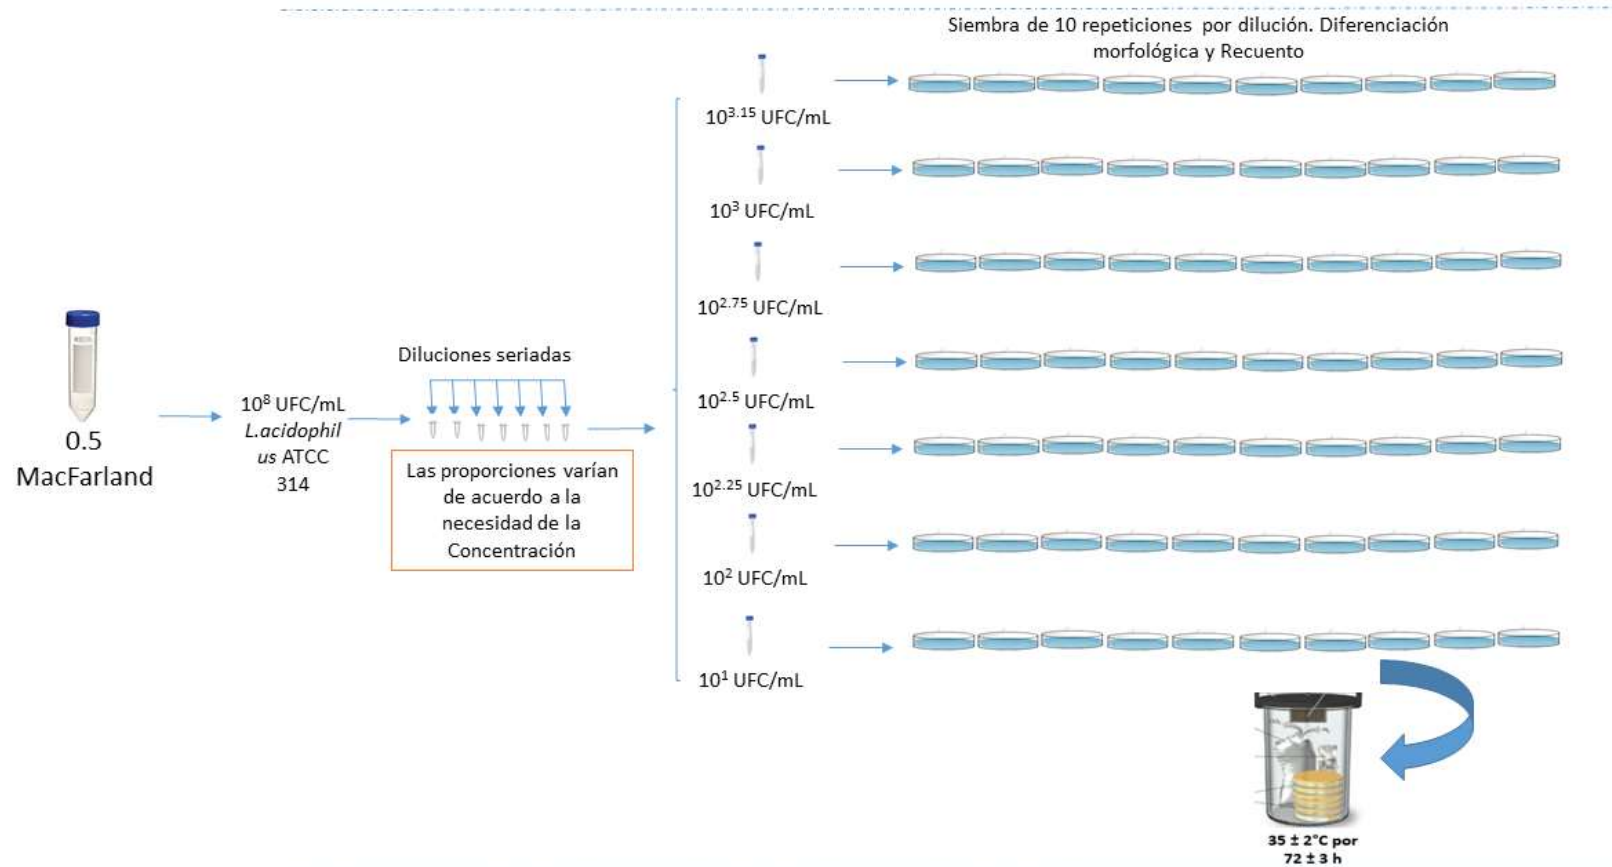 Siembra de 10 repeticiones por dilución. Diferenciación
morfológica y Recuento
10^3.15 UFC/mL
10^3 UFC/mL
10^2.75 UFC/mL
10^2.5 UFC/mL
10^2.25 UFC/mL
10^2 UFC/mL
10^1 UFC/mL
0.5
MacFarland
10^8 UFC/mL
L.acidophil
us ATCC
314
Diluciones seriadas
Las proporciones varían
de acuerdo a la
necesidad de la
Concentración
35 ± 2°C por
72 ± 3 h